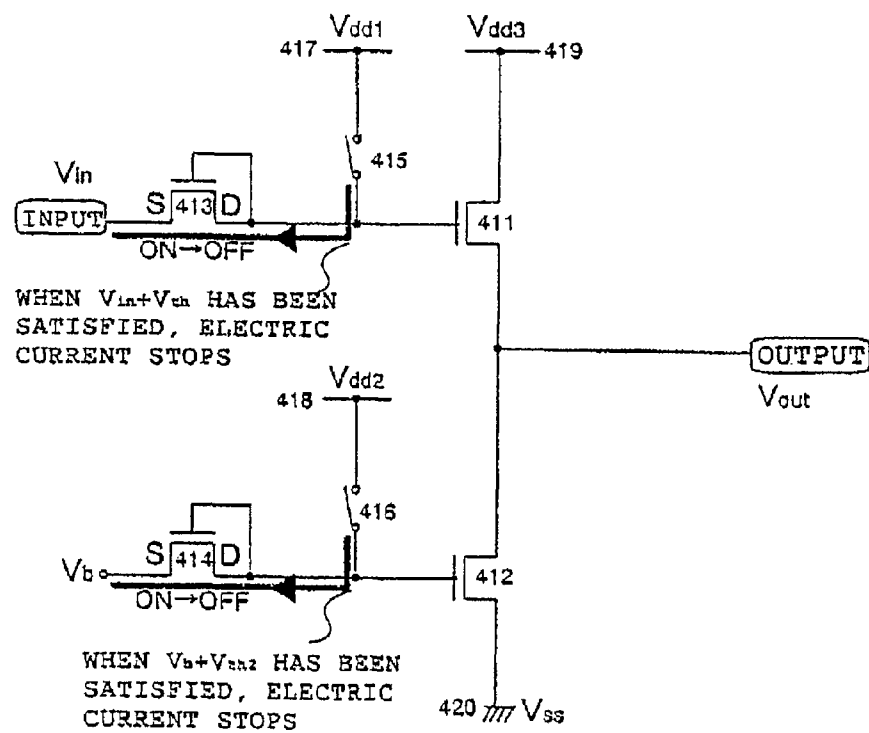 Vdd1
Vdd3
417
419
415
Vin
INPUT
S 413 D
411
ON→OFF
WHEN Vin+Vth HAS BEEN
SATISFIED, ELECTRIC
CURRENT STOPS
OUTPUT
Vout
Vdd2
418
416
S 414 D
Vb
412
ON→OFF
WHEN Vb+Vth2 HAS BEEN
SATISFIED, ELECTRIC
CURRENT STOPS
420
Vss